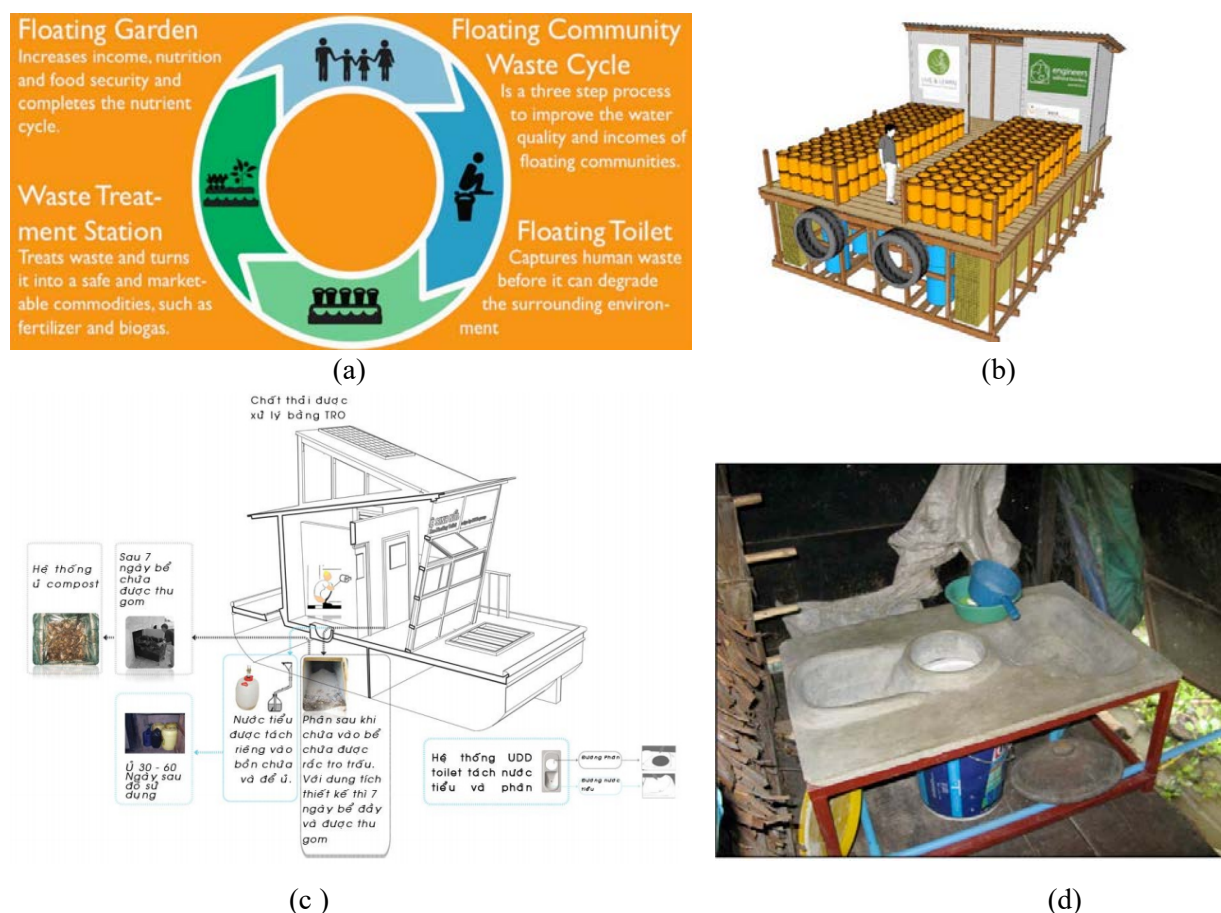 Floating Garden
Increases income, nutrition
and food security and
completes the nutrient
cycle.
Floating Community
Waste Cycle
Is a three step process
to improve the water
quality and incomes of
floating communities.
Waste Treat-
ment Station
Treats waste and turns
it into a safe and market-
able commodities, such as
fertilizer and biogas.
Floating Toilet
Captures human waste
before it can degrade
the surrounding environ-
ment
(a)
LIVE & LEARN
engineers
(b)
Chất thải được
xử lý bằng TRO
Hệ thống
ủ compost
Sau 7
ngày bể
chứa
được thu
gom
Nước tiểu
được tách
riêng vào
bồn chứa
và để ủ.
Phân sau khi
chứa vào bể
chứa được
rắc tro trấu.
Với dung tích
thiết kế thì 7
ngày bể đầy
và được thu
gom
Ủ 30 - 60
Ngày sau
đó sử
dụng
Hệ thống UDD
toilet tách nước
tiểu và phân
Đường Phân
Đường nước
tiểu
(c )
(d)